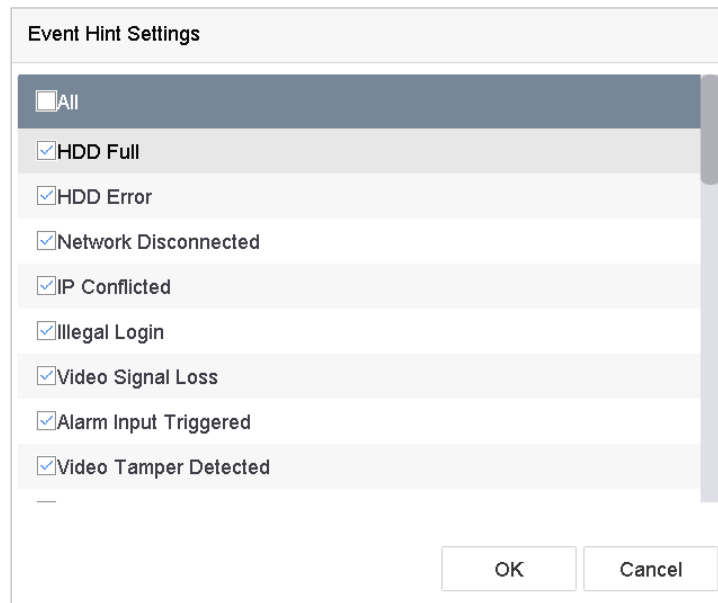 Event Hint Settings
All
HDD Full
HDD Error
Network Disconnected
IP Conflicted
Illegal Login
Video Signal Loss
Alarm Input Triggered
Video Tamper Detected
OK Cancel